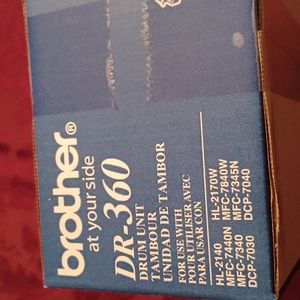 brother®
at your side
DR-360
DRUM UNIT
TAMBOUR
UNIDAD DE TAMBOR
FOR USE WITH
POUR UTILISER AVEC
PARA USAR CON
HL-2140 HL-2170W
MFC-7440N MFC-7840W
MFC-7340 MFC-7345N
DCP-7030 DCP-7040